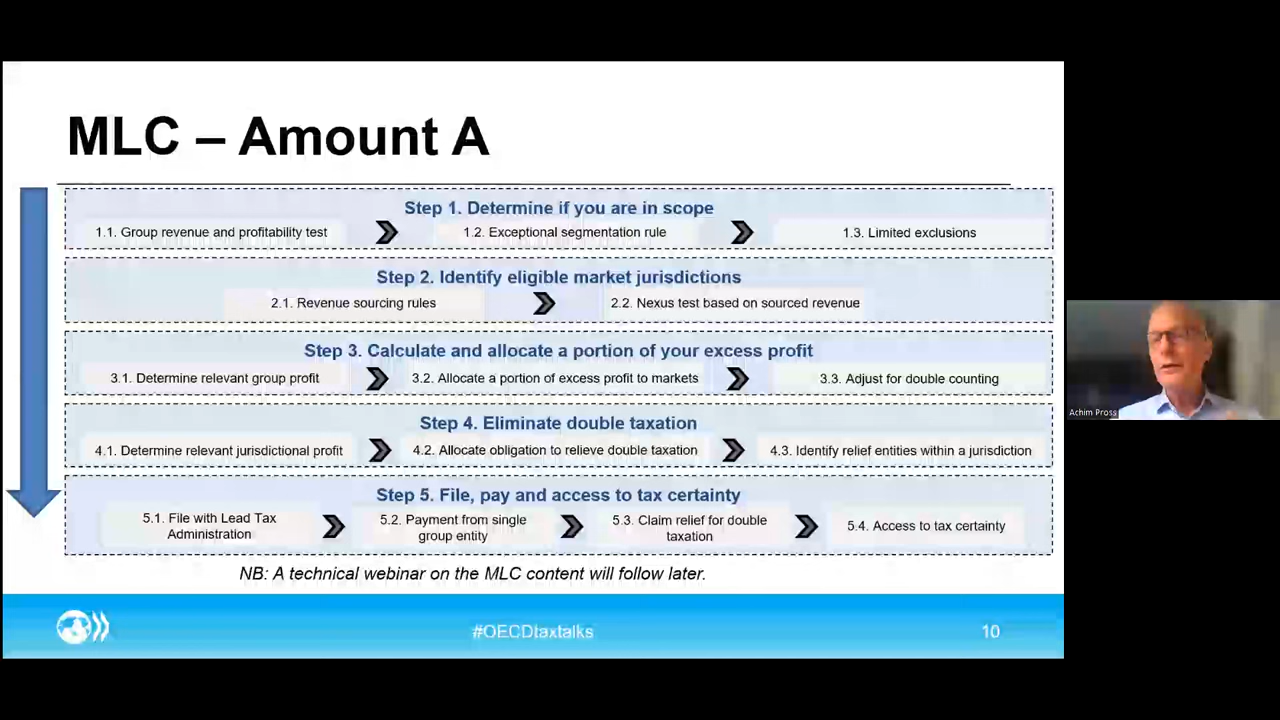 MLC – Amount A
Step 1. Determine if you are in scope
1.1. Group revenue and profitability test
1.2. Exceptional segmentation rule
1.3. Limited exclusions
Step 2. Identify eligible market jurisdictions
2.1. Revenue sourcing rules
2.2. Nexus test based on sourced revenue
Step 3. Calculate and allocate a portion of your excess profit
3.1. Determine relevant group profit
3.2. Allocate a portion of excess profit to markets
3.3. Adjust for double counting
Step 4. Eliminate double taxation
4.1. Determine relevant jurisdictional profit
4.2. Allocate obligation to relieve double taxation
4.3. Identify relief entities within a jurisdiction
Step 5. File, pay and access to tax certainty
5.1. File with Lead Tax
Administration
5.2. Payment from single
group entity
5.3. Claim relief for double
taxation
5.4. Access to tax certainty
NB: A technical webinar on the MLC content will follow later.
#OECDtaxtalks
10
Achim Pross